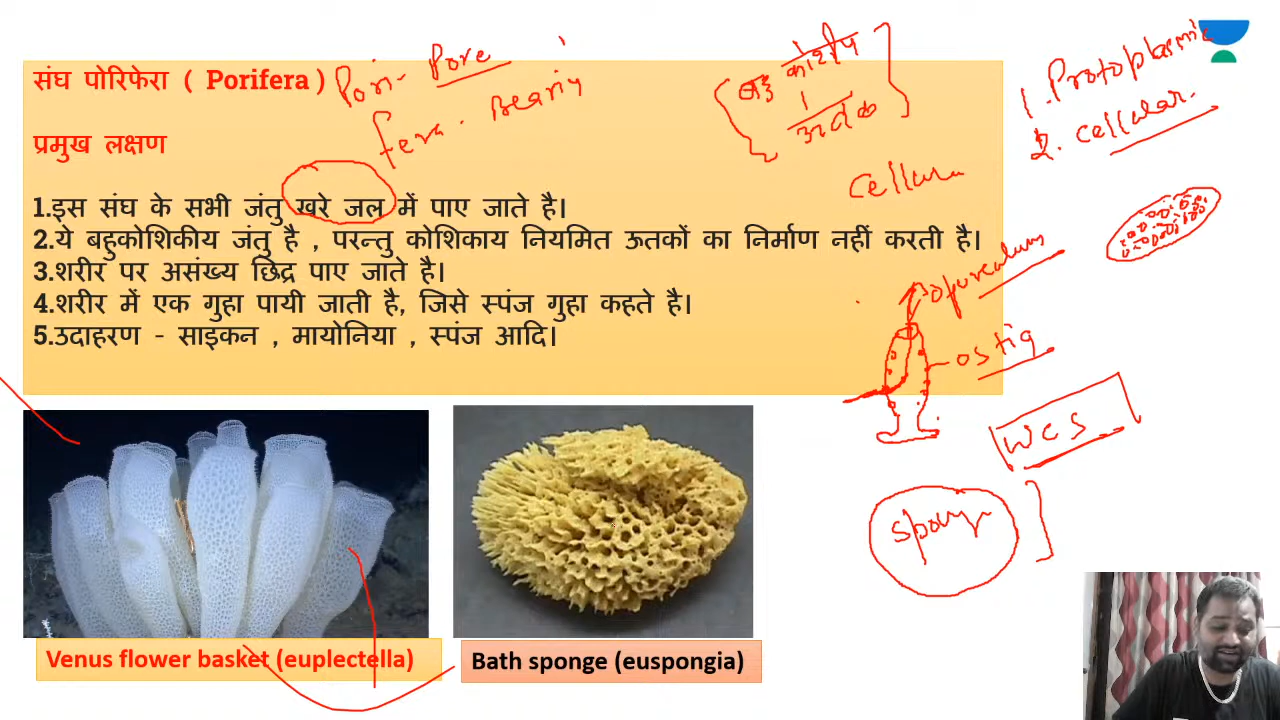 संघ पोरिफेरा ( Porifera )
Pori- Pore
fera - Bearing
प्रमुख लक्षण
1.इस संघ के सभी जंतु खरे जल में पाए जाते है।
2.ये बहुकोशिकीय जंतु है , परन्तु कोशिकाय नियमित ऊतकों का निर्माण नहीं करती है।
3.शरीर पर असंख्य छिद्र पाए जाते है।
4.शरीर में एक गुहा पायी जाती है, जिसे स्पंज गुहा कहते है।
5.उदाहरण - साइकन , मायोनिया , स्पंज आदि।
बहु कोशीय
1. Protoplasmic
2. cellular.
ostia
WCS
Sponge
Venus flower basket (euplectella)
Bath sponge (euspongia)